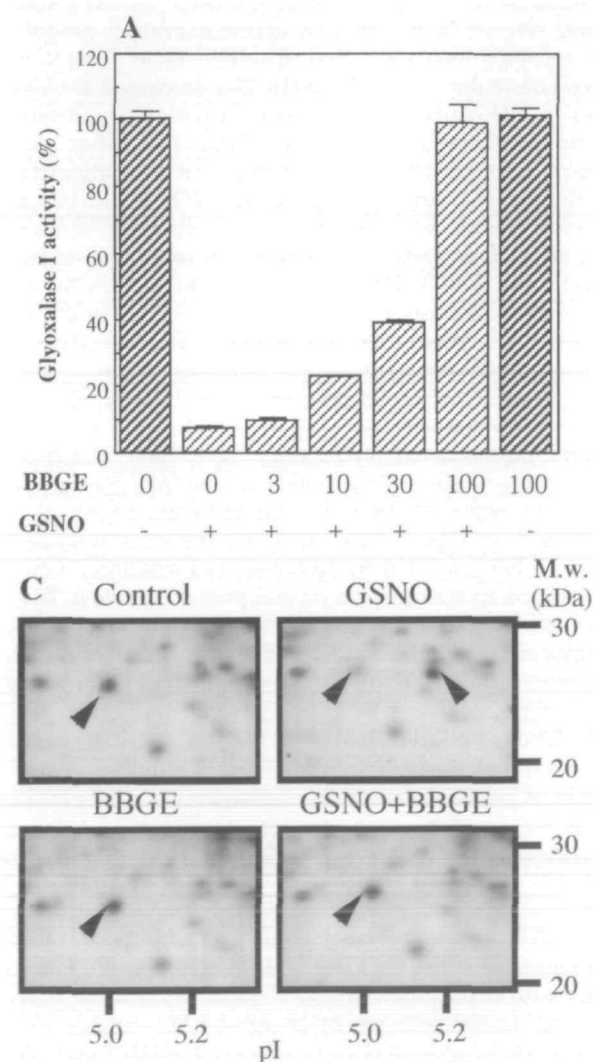 A
120
100
80
60
40
20
0
Glyoxalase I activity (%)
BBGE 0 0 3 10 30 100 100
GSNO - + + + + + -
C Control GSNO M.w. (kDa)
30
20
BBGE GSNO+BBGE
30
20
5.0 5.2 5.0 5.2
pI